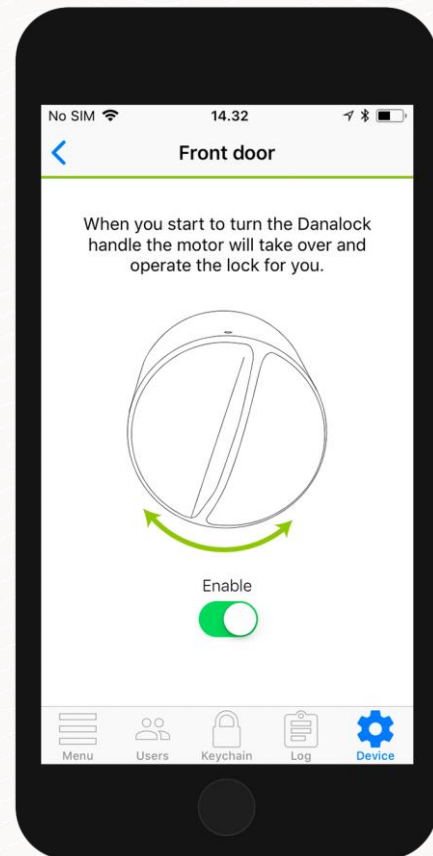 No SIM 14.32
Front door
When you start to turn the Danalock
handle the motor will take over and
operate the lock for you.
Enable
Menu Users Keychain Log Device